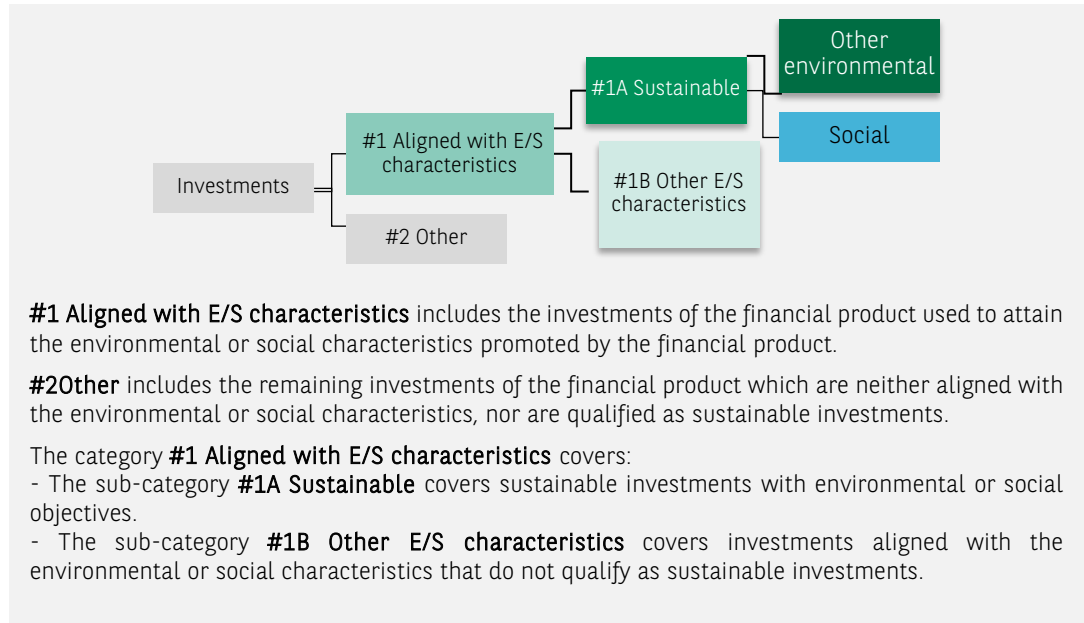 Other
environmental
#1A Sustainable
Social
#1 Aligned with E/S
characteristics
#1B Other E/S
characteristics
Investments
#2 Other
#1 Aligned with E/S characteristics includes the investments of the financial product used to attain
the environmental or social characteristics promoted by the financial product.
#2Other includes the remaining investments of the financial product which are neither aligned with
the environmental or social characteristics, nor are qualified as sustainable investments.
The category #1 Aligned with E/S characteristics covers:
- The sub-category #1A Sustainable covers sustainable investments with environmental or social
objectives.
- The sub-category #1B Other E/S characteristics covers investments aligned with the
environmental or social characteristics that do not qualify as sustainable investments.